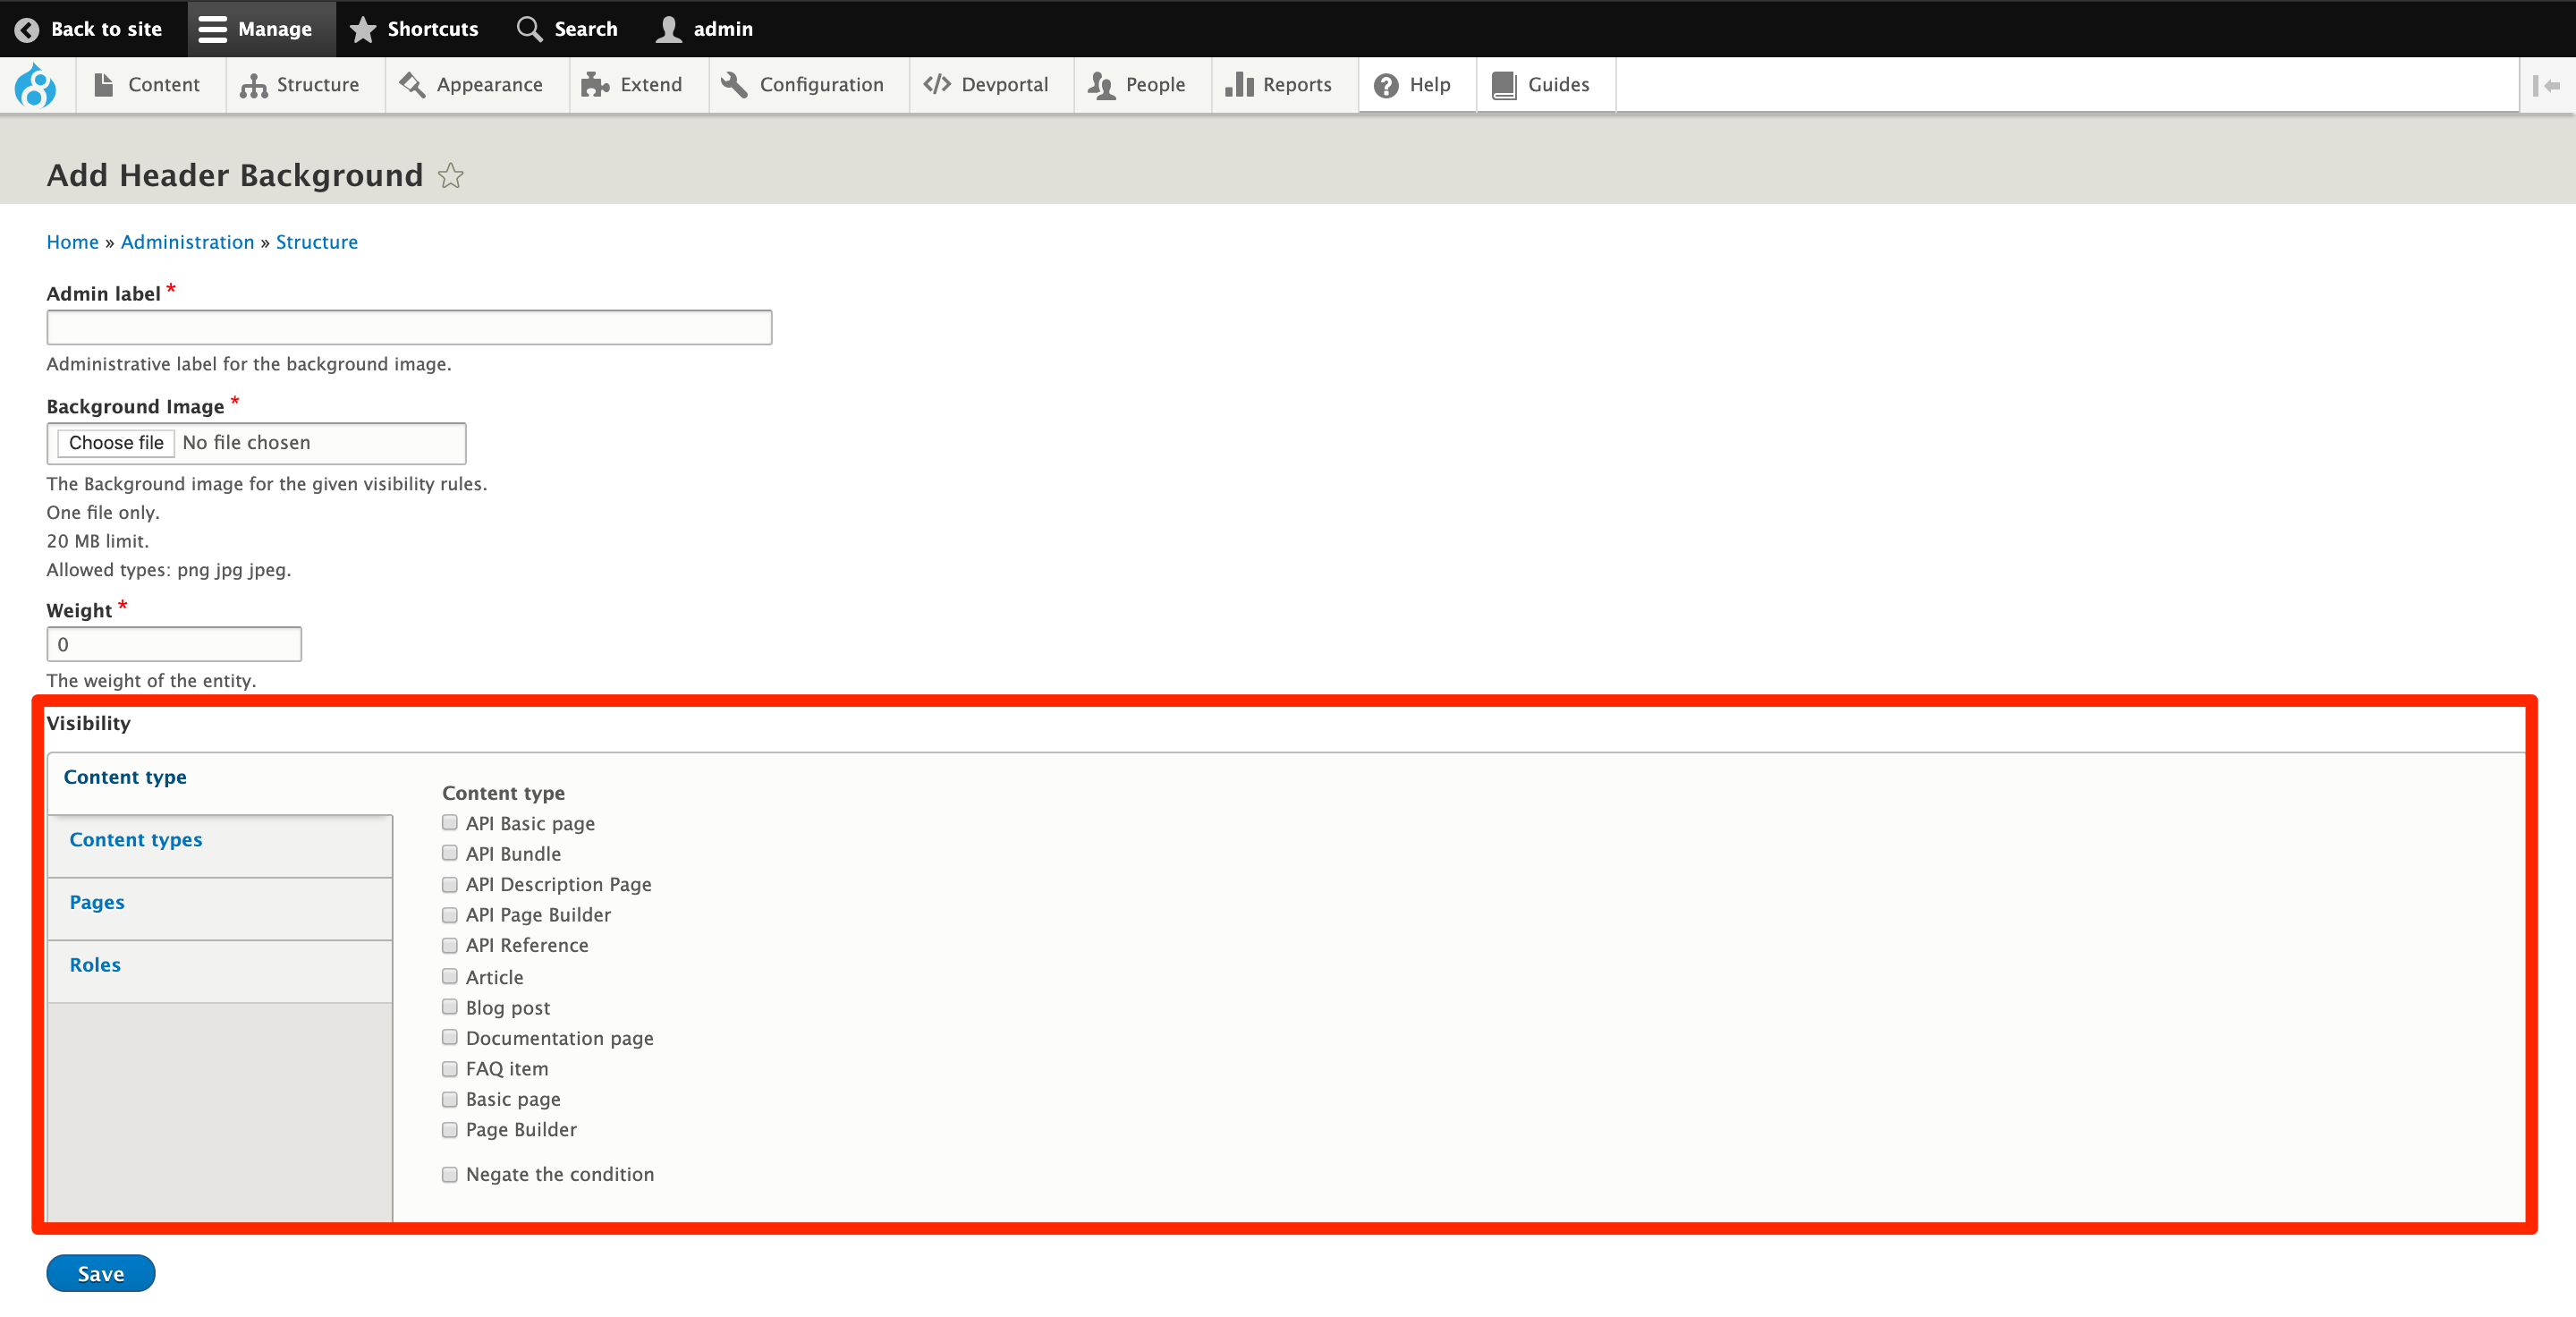 Back to site Manage Shortcuts Search admin
Content Structure Appearance Extend Configuration Devportal People Reports Help Guides
Add Header Background
Home » Administration » Structure
Admin label *
Administrative label for the background image.
Background Image *
Choose file No file chosen
The Background image for the given visibility rules.
One file only.
20 MB limit.
Allowed types: png jpg jpeg.
Weight *
0
The weight of the entity.
Visibility
Content type
Content types
Pages
Roles
Content type
API Basic page
API Bundle
API Description Page
API Page Builder
API Reference
Article
Blog post
Documentation page
FAQ item
Basic page
Page Builder
Negate the condition
Save